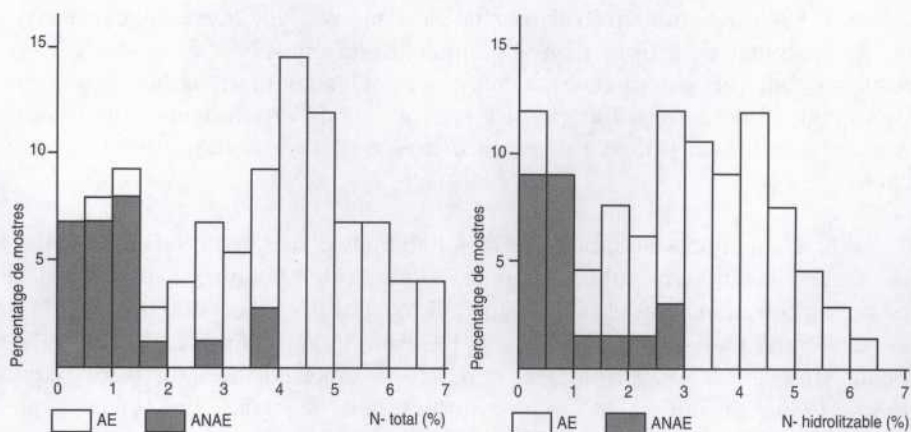 15
10
5
Percentatge de mostres
0 1 2 3 4 5 6 7
AE ANAE N- total (%)
15
10
5
Percentatge de mostres
0 1 2 3 4 5 6 7
AE ANAE N- hidrolitzable (%)